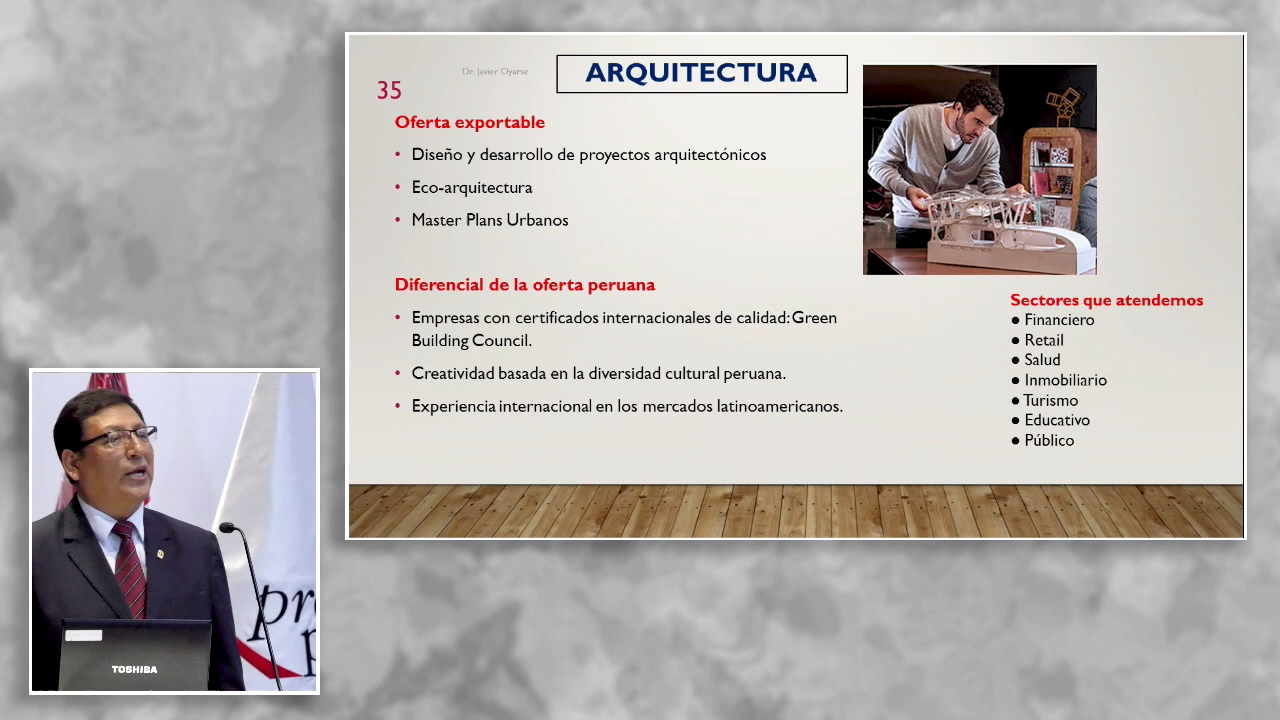 Dr. Javier Oyarse
ARQUITECTURA
35
Oferta exportable
• Diseño y desarrollo de proyectos arquitectónicos
• Eco-arquitectura
• Master Plans Urbanos
Diferencial de la oferta peruana
• Empresas con certificados internacionales de calidad: Green
Building Council.
• Creatividad basada en la diversidad cultural peruana.
• Experiencia internacional en los mercados latinoamericanos.
Sectores que atendemos
● Financiero
● Retail
● Salud
● Inmobiliario
● Turismo
● Educativo
● Público
TOSHIBA